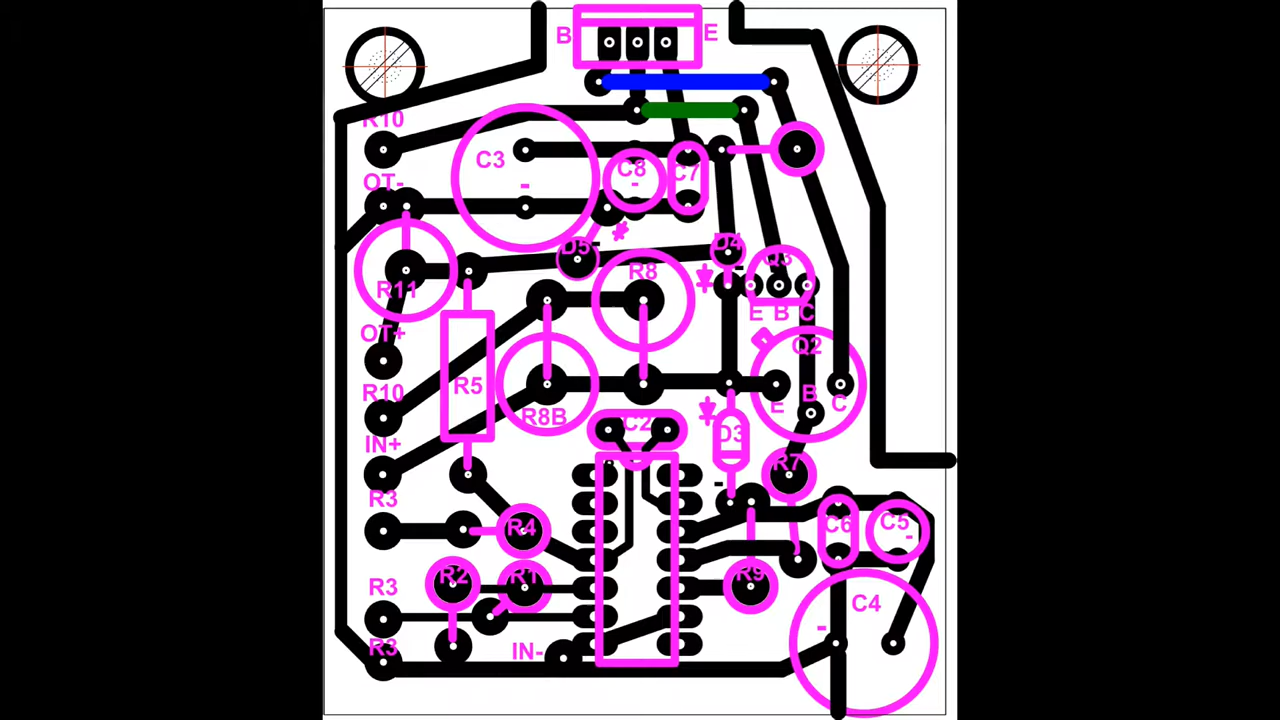 B E
R10
C3
C8
-
C7
OT-
-
D5
-
D4
-
Q3
R8
R11
E B C
OT+
Q2
R10
R5
B
E
C
R8B
C2
D3
IN+
R7
-
R3
R4
C6
C5
-
R2
R1
R9
R3
C4
-
R3
IN-